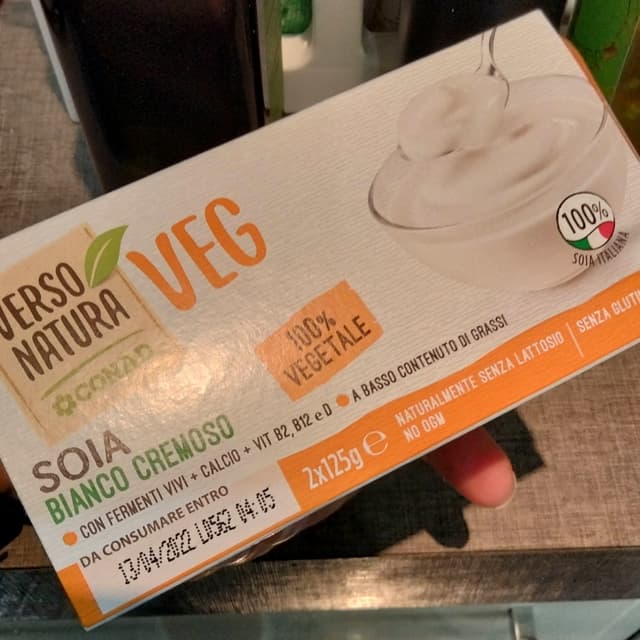 VERSO
NATURA
CONAD
VEG
100%
VEGETALE
100%
SOIA ITALIANA
SOIA
BIANCO CREMOSO
CON FERMENTI VIVI + CALCIO + VIT B2, B12 e D • A BASSO CONTENUTO DI GRASSI
DA CONSUMARE ENTRO
13/04/2022 L0562 04:05
2x125g e
NATURALMENTE SENZA LATTOSIO | SENZA GLUTINE
NO OGM